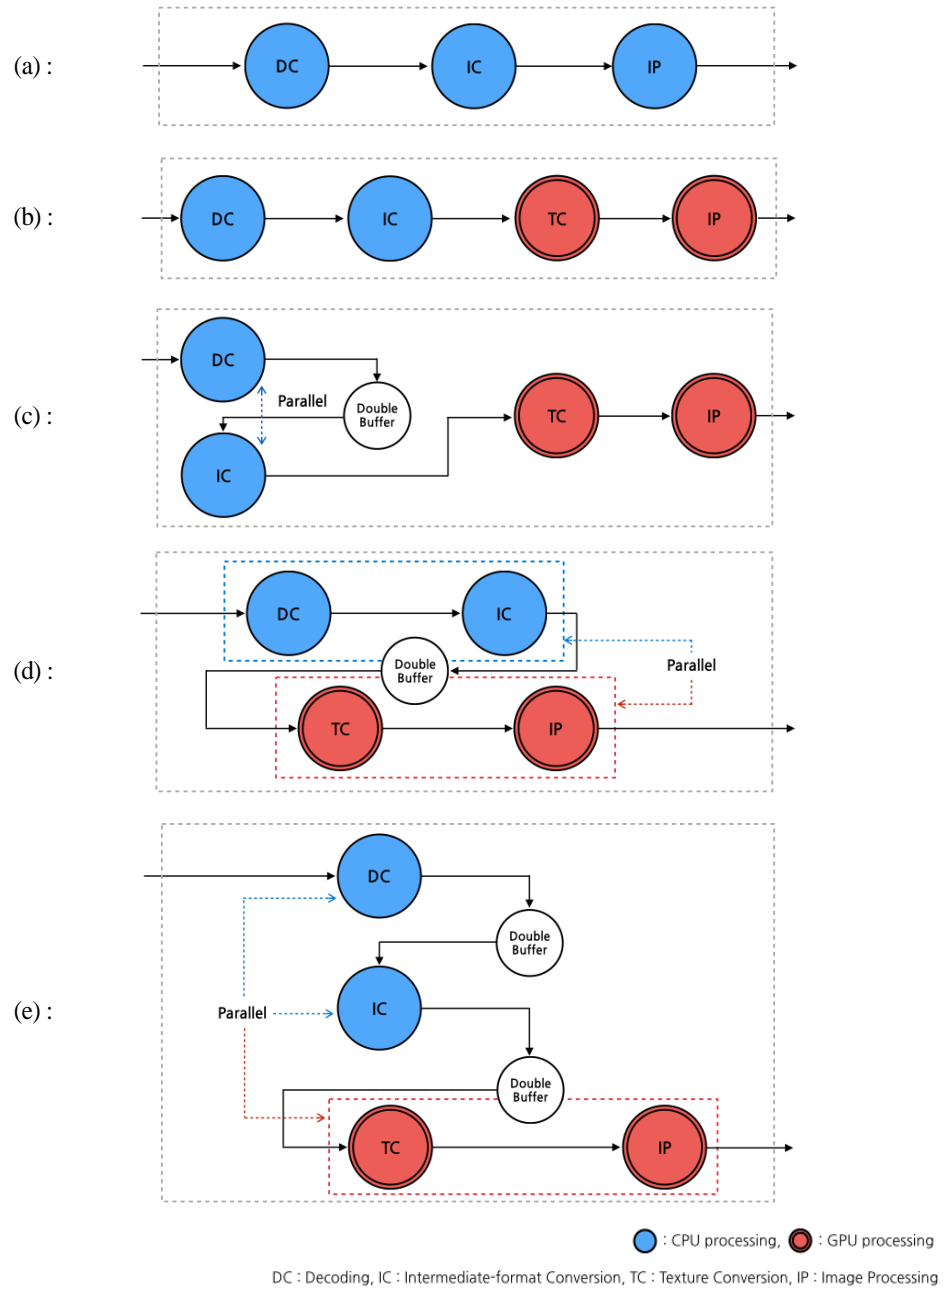 (a) :
DC
IC
IP
(b) :
DC
IC
TC
IP
(c) :
DC
Parallel
Double
Buffer
IC
TC
IP
(d) :
DC
IC
Double
Buffer
Parallel
TC
IP
(e) :
DC
Double
Buffer
IC
Parallel
Double
Buffer
TC
IP
: CPU processing, : GPU processing
DC : Decoding, IC : Intermediate-format Conversion, TC : Texture Conversion, IP : Image Processing